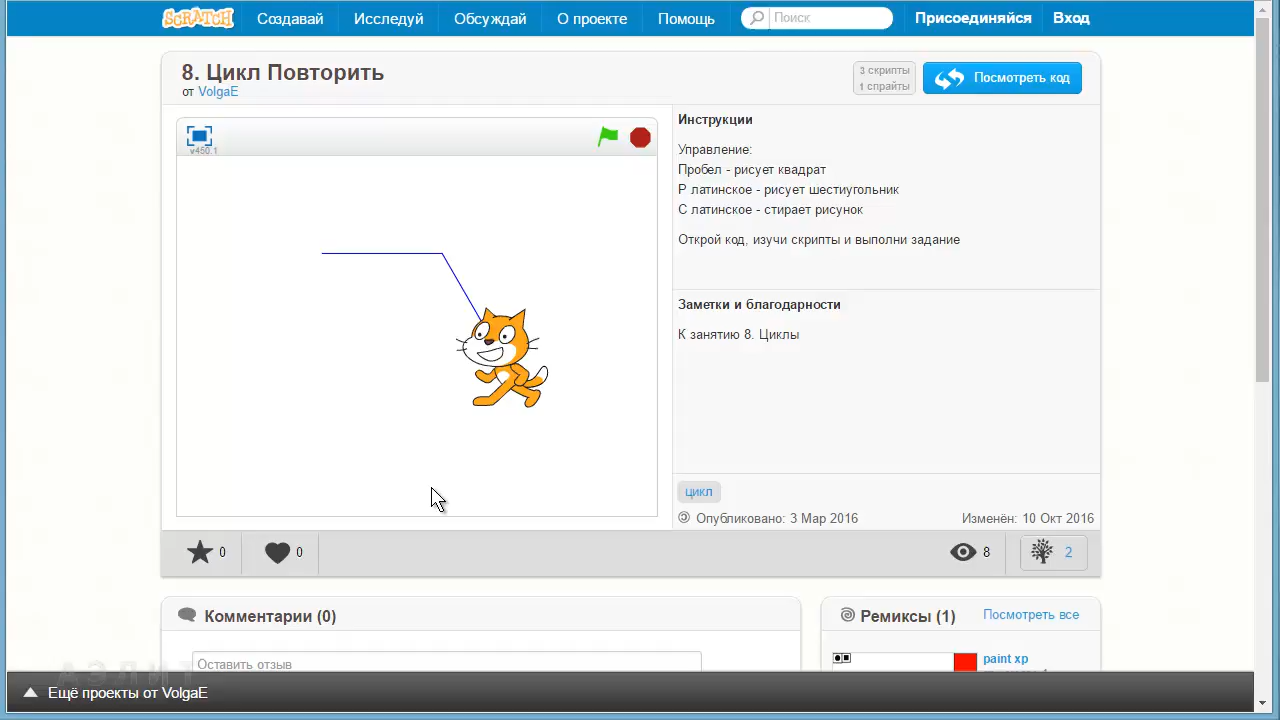 SCRATCH Создавай Исследуй Обсуждай О проекте Помощь Поиск Присоединяйся Вход
8. Цикл Повторить
от VolgaE
3 скрипты
1 спрайты
Посмотреть код
v450.1
Инструкции
Управление:
Пробел - рисует квадрат
P латинское - рисует шестиугольник
C латинское - стирает рисунок
Открой код, изучи скрипты и выполни задание
Заметки и благодарности
К занятию 8. Циклы
цикл
Опубликовано: 3 Мар 2016 Изменён: 10 Окт 2016
0 0 8 2
Комментарии (0)
Оставить отзыв
Ремиксы (1) Посмотреть все
paint xp
АЭЛИТ
Ещё проекты от VolgaE